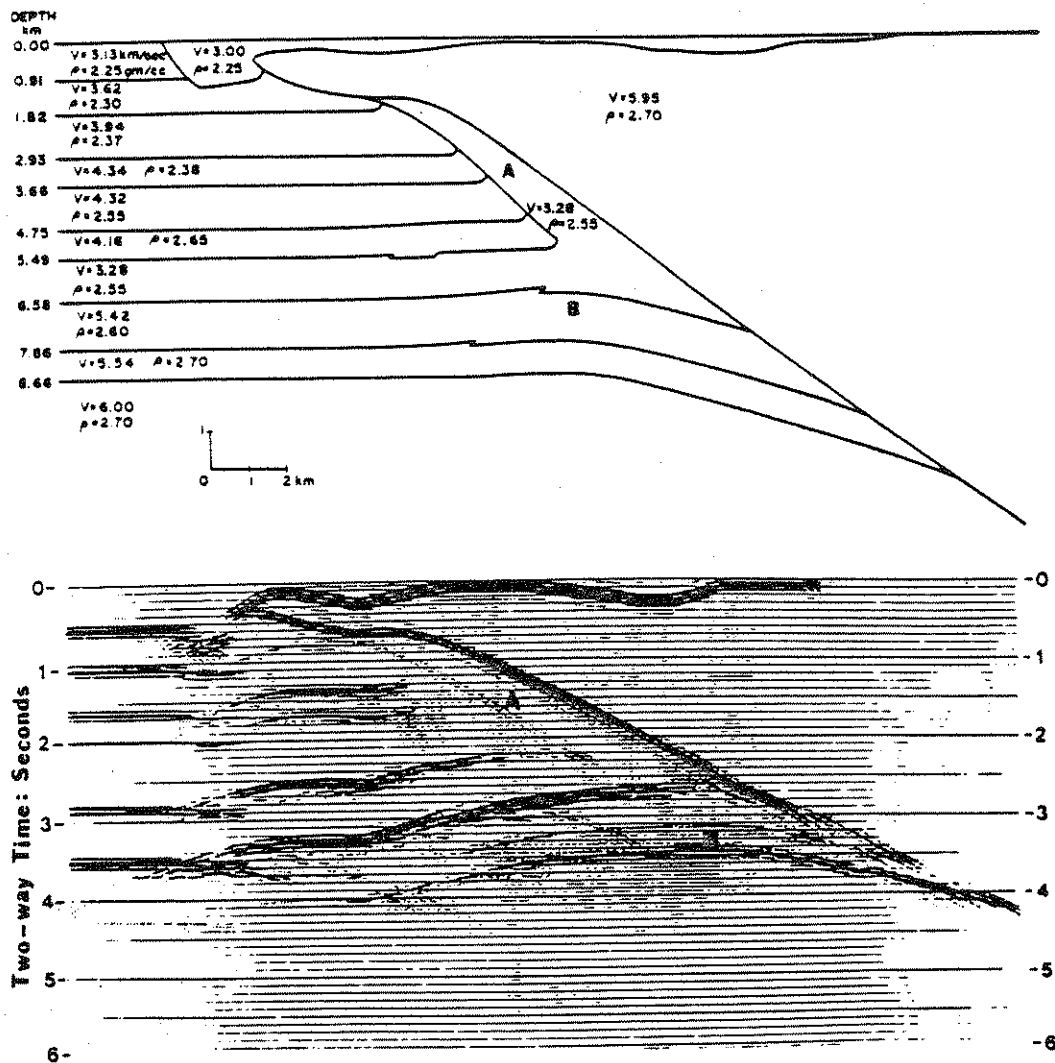 DEPTH
km
0.00
V=3.13km/sec
ρ=2.25gm/cc
V=3.00
ρ=2.25
0.91
V=3.62
ρ=2.30
V=5.95
ρ=2.70
1.82
V=3.94
ρ=2.37
2.93
V=4.34 ρ=2.38
A
3.66
V=4.32
ρ=2.55
V=3.28
ρ=2.55
4.75
V=4.16 ρ=2.65
5.49
V=3.28
ρ=2.55
6.58
B
V=5.42
ρ=2.60
7.86
V=5.54 ρ=2.70
8.66
V=6.00
ρ=2.70
1
0 1 2 km
Two-way Time: Seconds
0- -0
1- -1
A
2- -2
3- -3
B
4- -4
5- -5
6- -6